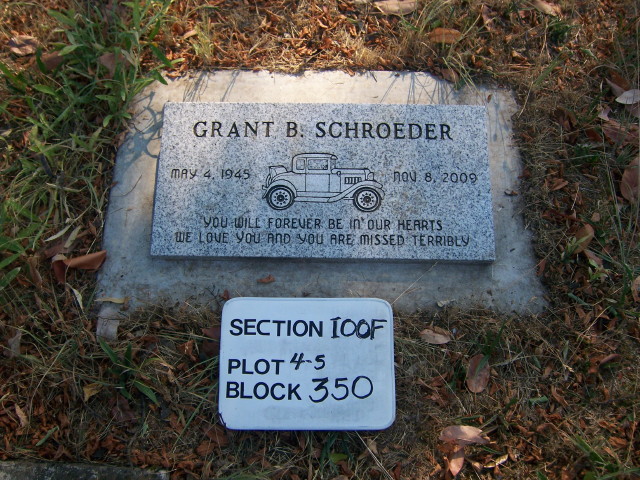 GRANT B. SCHROEDER
MAY 4, 1945 NOV. 8, 2009
YOU WILL FOREVER BE IN OUR HEARTS
WE LOVE YOU AND YOU ARE MISSED TERRIBLY
SECTION IOOF
PLOT 4-5
BLOCK 350